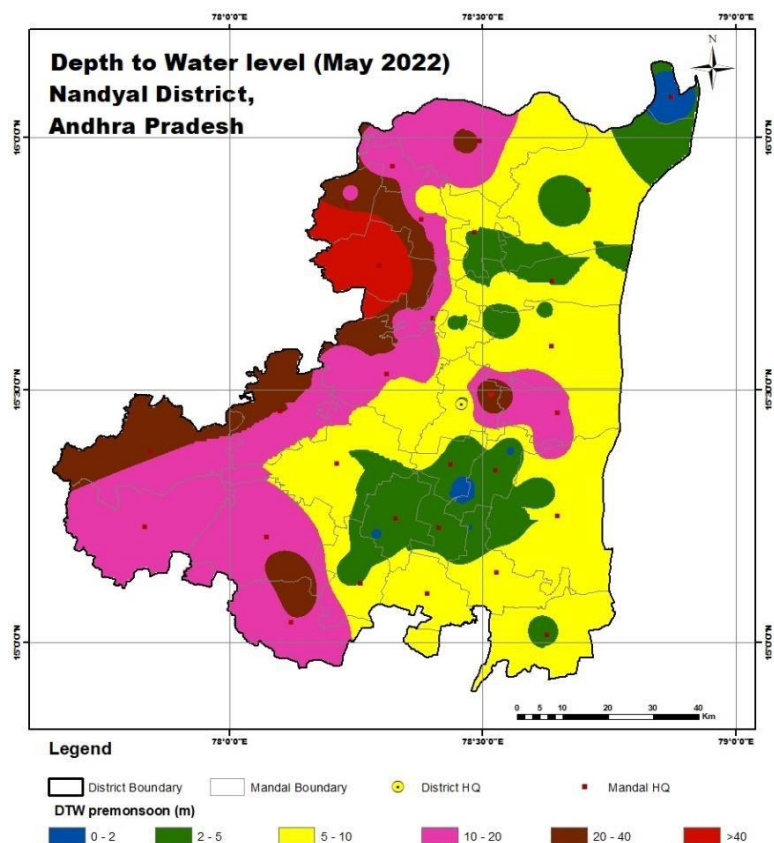 Depth to Water level (May 2022)
Nandyal District,
Andhra Pradesh
78°0'0"E
78°30'0"E
79°0'0"E
N
16°0'0"N
16°0'0"N
15°30'0"N
15°30'0"N
15°0'0"N
15°0'0"N
0 5 10 20 30 40
Km
78°0'0"E
78°30'0"E
79°0'0"E
Legend
District Boundary
Mandal Boundary
District HQ
Mandal HQ
DTW premonsoon (m)
0 - 2
2 - 5
5 - 10
10 - 20
20 - 40
>40